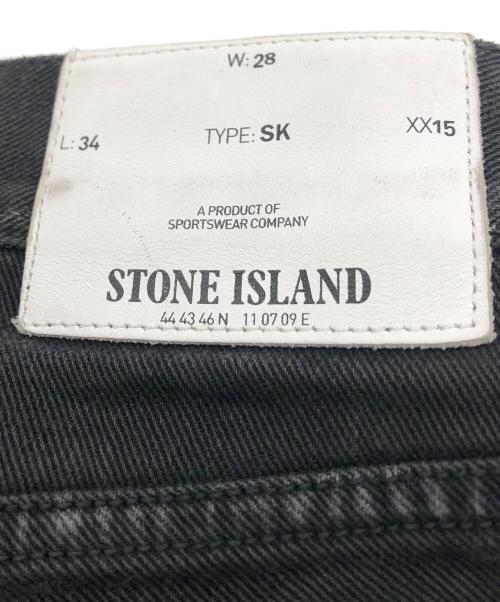 W: 28
L: 34 TYPE: SK XX15
A PRODUCT OF
SPORTSWEAR COMPANY
STONE ISLAND
44 43 46 N 11 07 09 E